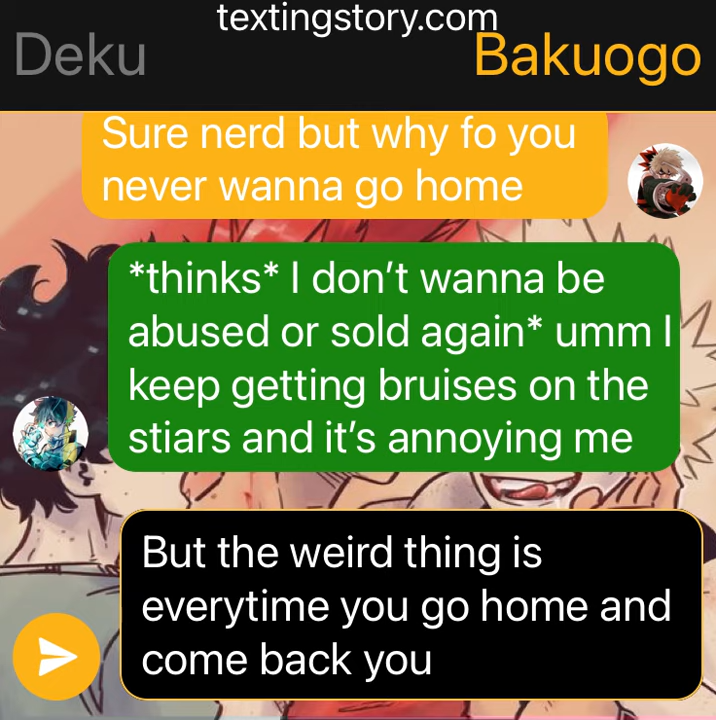 textingstory.com
Deku
Bakuogo
Sure nerd but why fo you
never wanna go home
*thinks* I don't wanna be
abused or sold again* umm I
keep getting bruises on the
stiars and it's annoying me
But the weird thing is
everytime you go home and
come back you